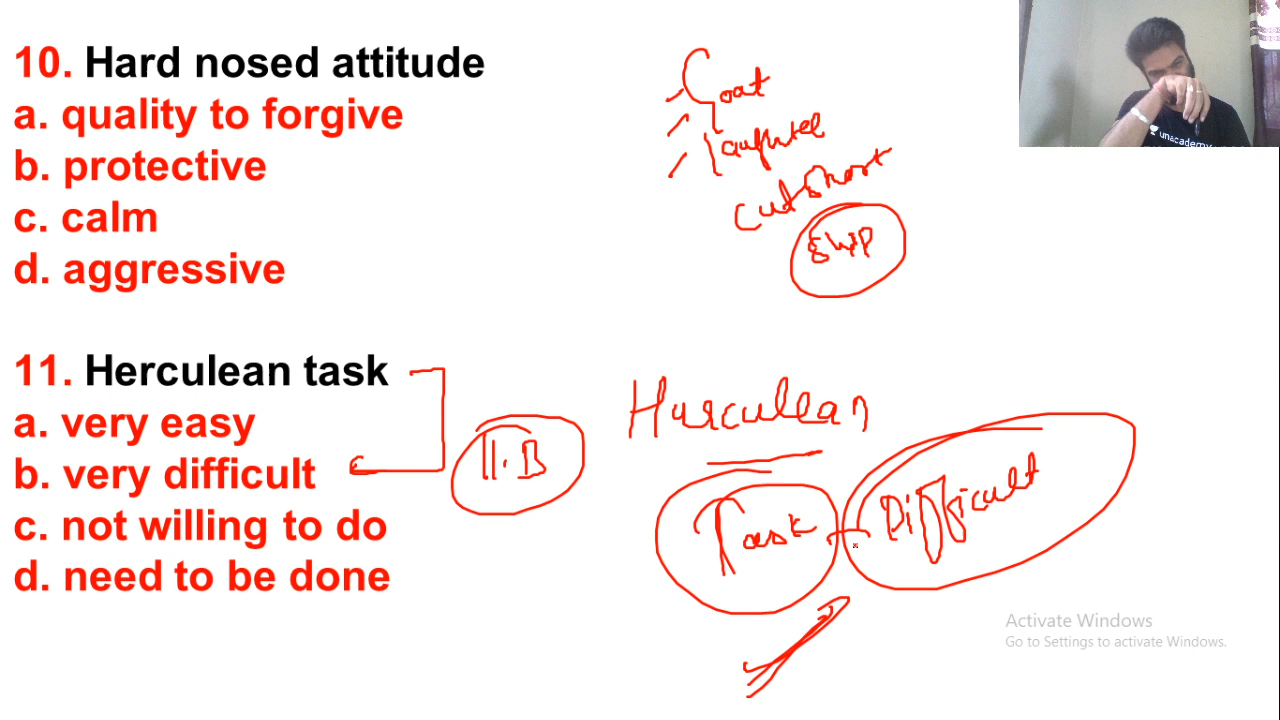 10. Hard nosed attitude
a. quality to forgive
b. protective
c. calm
d. aggressive
11. Herculean task
a. very easy
b. very difficult
c. not willing to do
d. need to be done
Goat
Cut Short
11.B
Herculean
Task
Difficult
unacademy
Activate Windows
Go to Settings to activate Windows.